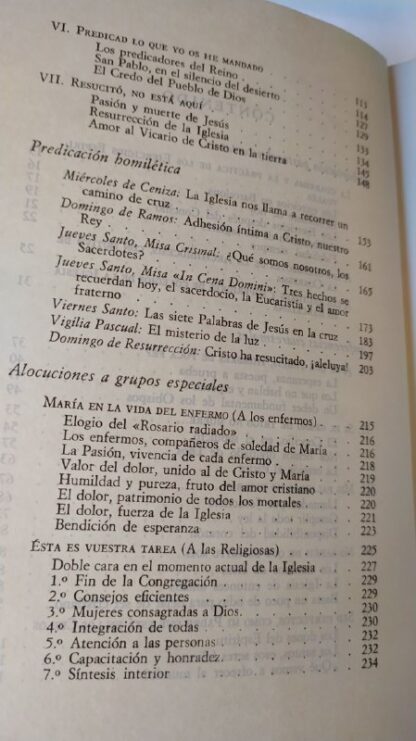 VI. PREDICAD LO QUE YO OS HE MANDADO . . . 113
Los predicadores del Reino . . . 114
San Pablo, en el silencio del desierto . . . 127
El Credo del Pueblo de Dios . . . 129
VII. RESUCITÓ, NO ESTÁ AQUÍ . . . 133
Pasión y muerte de Jesús . . . 134
Resurrección de la Iglesia . . . 145
Amor al Vicario de Cristo en la tierra . . . 148
Predicación homilética
Miércoles de Ceniza: La Iglesia nos llama a recorrer un
camino de cruz . . . 153
Domingo de Ramos: Adhesión íntima a Cristo, nuestro
Rey . . . 161
Jueves Santo, Misa Crismal: ¿Qué somos nosotros, los
Sacerdotes? . . . 165
Jueves Santo, Misa «In Cena Domini»: Tres hechos se
recuerdan hoy, el sacerdocio, la Eucaristía y el amor
fraterno . . . 173
Viernes Santo: Las siete Palabras de Jesús en la cruz . 183
Vigilia Pascual: El misterio de la luz . . . 197
Domingo de Resurrección: Cristo ha resucitado, ¡aleluya! 203
Alocuciones a grupos especiales
MARÍA EN LA VIDA DEL ENFERMO (A los enfermos) . . . 215
Elogio del «Rosario radiado» . . . 216
Los enfermos, compañeros de soledad de María . . . 216
La Pasión, vivencia de cada enfermo . . . 218
Valor del dolor, unido al de Cristo y María . . . 219
Humildad y pureza, fruto del amor cristiano . . . 220
El dolor, patrimonio de todos los mortales . . . 220
El dolor, fuerza de la Iglesia . . . 221
Bendición de esperanza . . . 223
ÉSTA ES VUESTRA TAREA (A las Religiosas) . . . 225
Doble cara en el momento actual de la Iglesia . . . 227
1.º Fin de la Congregación . . . 229
2.º Consejos eficientes . . . 229
3.º Mujeres consagradas a Dios . . . 230
4.º Integración de todas . . . 230
5.º Atención a las personas . . . 232
6.º Capacitación y honradez . . . 232
7.º Síntesis interior . . . 234